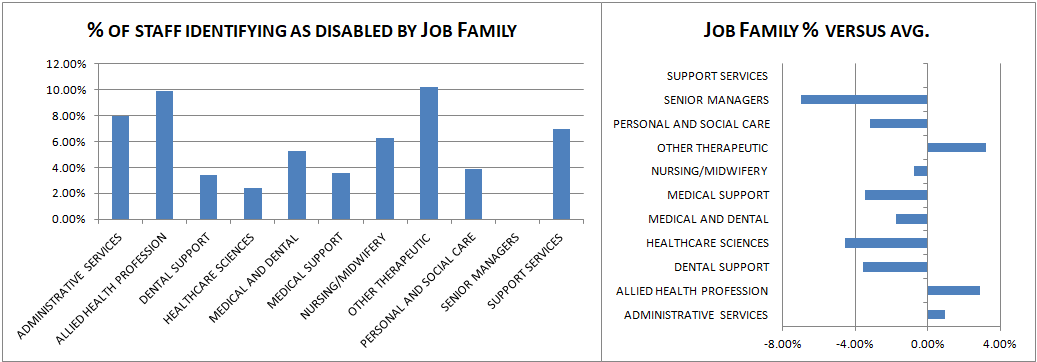 % OF STAFF IDENTIFYING AS DISABLED BY JOB FAMILY
12.00%
10.00%
8.00%
6.00%
4.00%
2.00%
0.00%
ADMINISTRATIVE SERVICES
ALLIED HEALTH PROFESSION
DENTAL SUPPORT
HEALTHCARE SCIENCES
MEDICAL AND DENTAL
MEDICAL SUPPORT
NURSING/MIDWIFERY
OTHER THERAPEUTIC
PERSONAL AND SOCIAL CARE
SENIOR MANAGERS
SUPPORT SERVICES
JOB FAMILY % VERSUS AVG.
SUPPORT SERVICES
SENIOR MANAGERS
PERSONAL AND SOCIAL CARE
OTHER THERAPEUTIC
NURSING/MIDWIFERY
MEDICAL SUPPORT
MEDICAL AND DENTAL
HEALTHCARE SCIENCES
DENTAL SUPPORT
ALLIED HEALTH PROFESSION
ADMINISTRATIVE SERVICES
-8.00% -4.00% 0.00% 4.00%